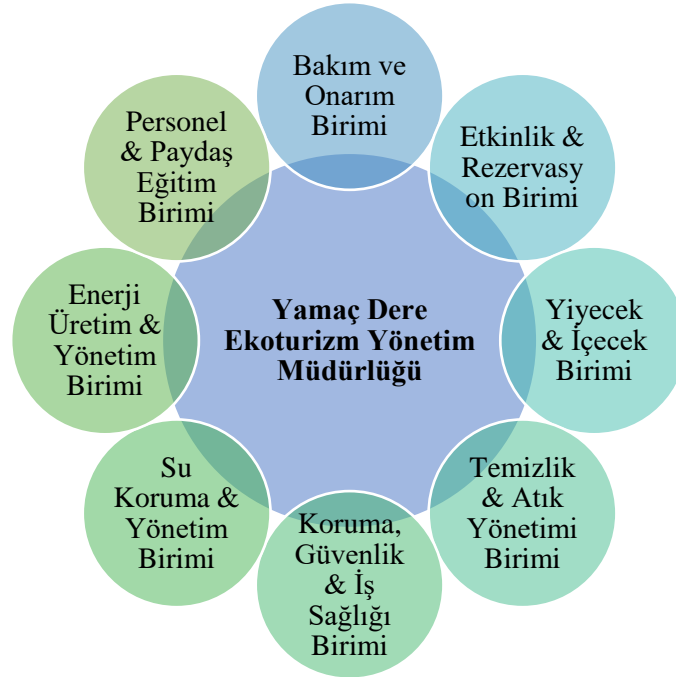 Bakım ve
Onarım
Birimi
Etkinlik &
Rezervasy
on Birimi
Yiyecek
& İçecek
Birimi
Temizlik
& Atık
Yönetimi
Birimi
Koruma,
Güvenlik
& İş
Sağlığı
Birimi
Su
Koruma &
Yönetim
Birimi
Enerji
Üretim &
Yönetim
Birimi
Personel
& Paydaş
Eğitim
Birimi
Yamaç Dere
Ekoturizm Yönetim
Müdürlüğü